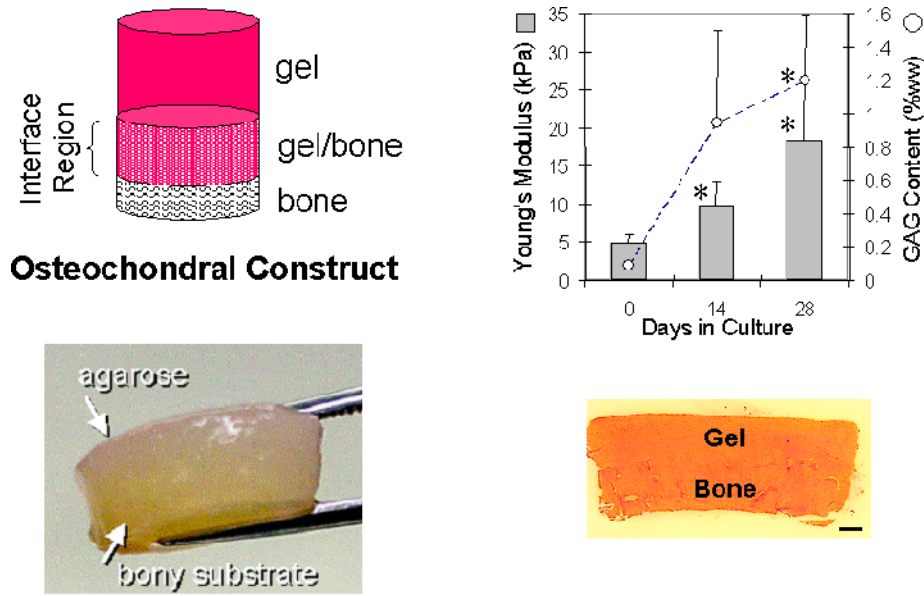 gel
Interface
Region
gel/bone
bone
Osteochondral Construct
Young's Modulus (kPa)
35
30
25
20
15
10
5
0
*
*
*
1.6
1.4
1.2
1
0.8
0.6
0.4
0.2
0
GAG Content (%ww)
0
14
28
Days in Culture
agarose
bony substrate
Gel
Bone